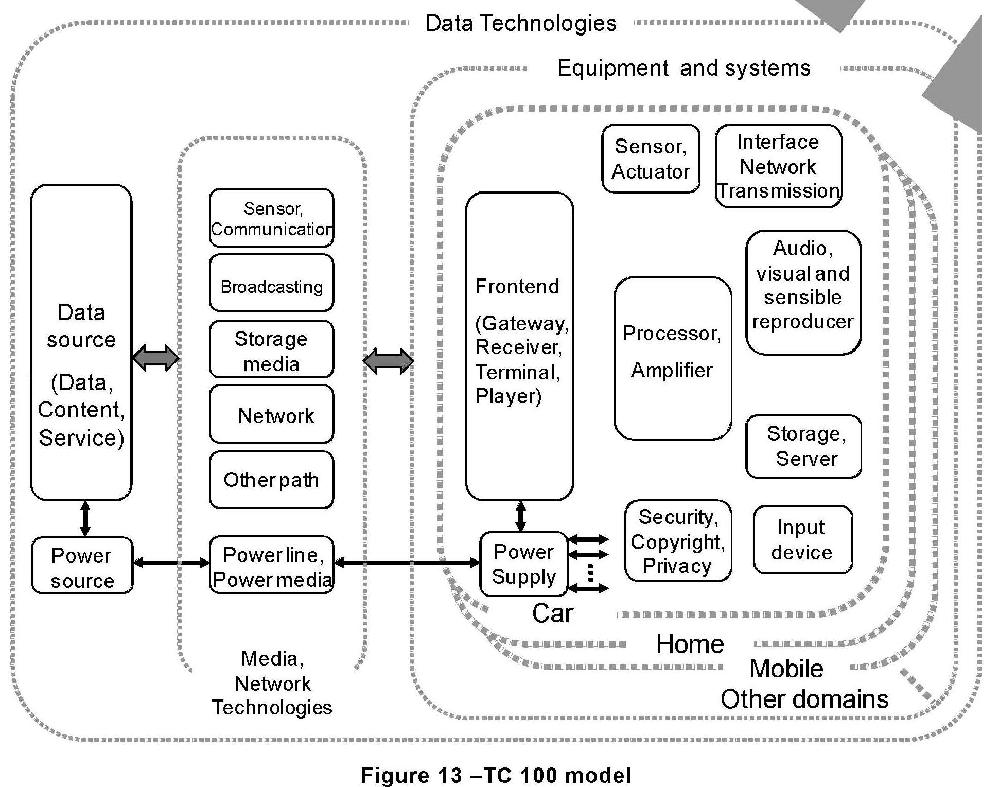 Data Technologies
Equipment and systems
Sensor,
Actuator
Interface
Network
Transmission
Sensor,
Communication
Broadcasting
Storage
media
Network
Other path
Data
source
(Data,
Content,
Service)
Frontend
(Gateway,
Receiver,
Terminal,
Player)
Processor,
Amplifier
Audio,
visual and
sensible
reproducer
Storage,
Server
Security,
Copyright,
Privacy
Input
device
Power
source
Power line,
Power media
Power
Supply
Car
Home
Mobile
Other domains
Media,
Network
Technologies
Figure 13 –TC 100 model